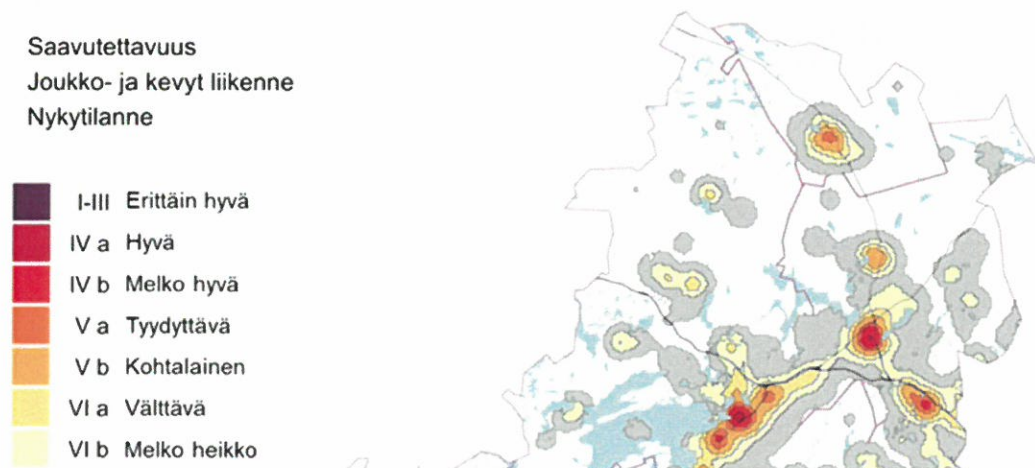 Saavutettavuus
Joukko- ja kevyt liikenne
Nykytilanne
I-III Erittäin hyvä
IV a Hyvä
IV b Melko hyvä
V a Tyydyttävä
V b Kohtalainen
VI a Välttävä
VI b Melko heikko